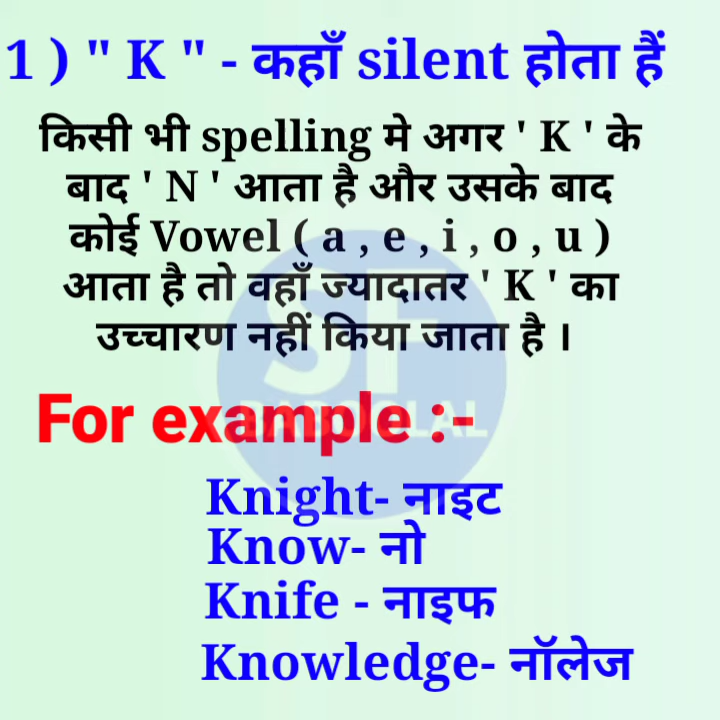 1 ) " K " - कहाँ silent होता हैं
किसी भी spelling मे अगर ' K ' के
बाद ' N ' आता है और उसके बाद
कोई Vowel ( a , e , i , o , u )
आता है तो वहाँ ज्यादातर ' K ' का
उच्चारण नहीं किया जाता है ।
For example :-
Knight- नाइट
Know- नो
Knife - नाइफ
Knowledge- नॉलेज
SF